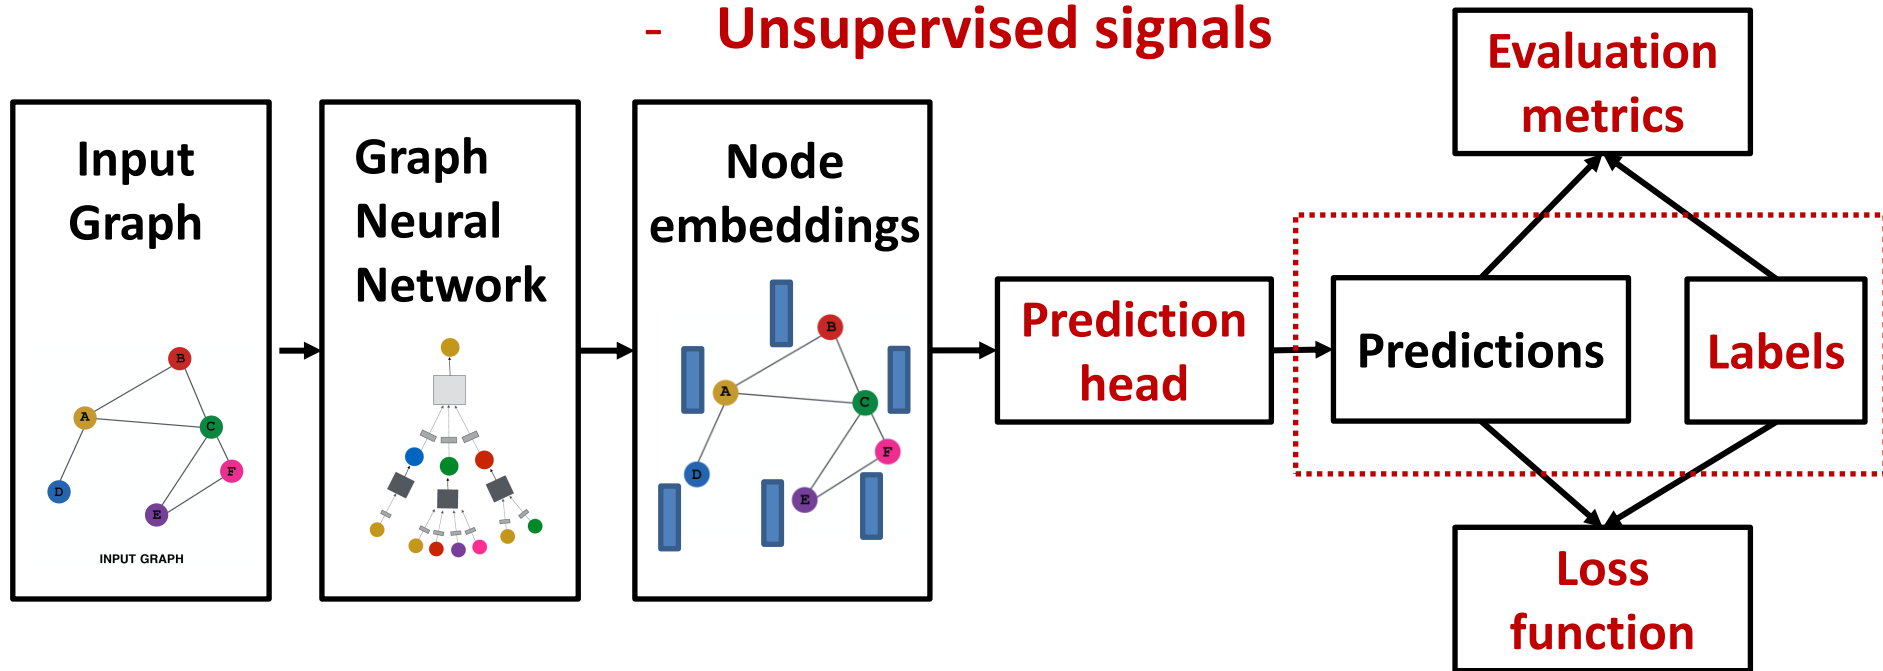 - Unsupervised signals
Input
Graph
B
A
C
F
D
E
INPUT GRAPH
Graph
Neural
Network
Node
embeddings
B
A
C
F
D
E
Prediction
head
Predictions
Labels
Evaluation
metrics
Loss
function